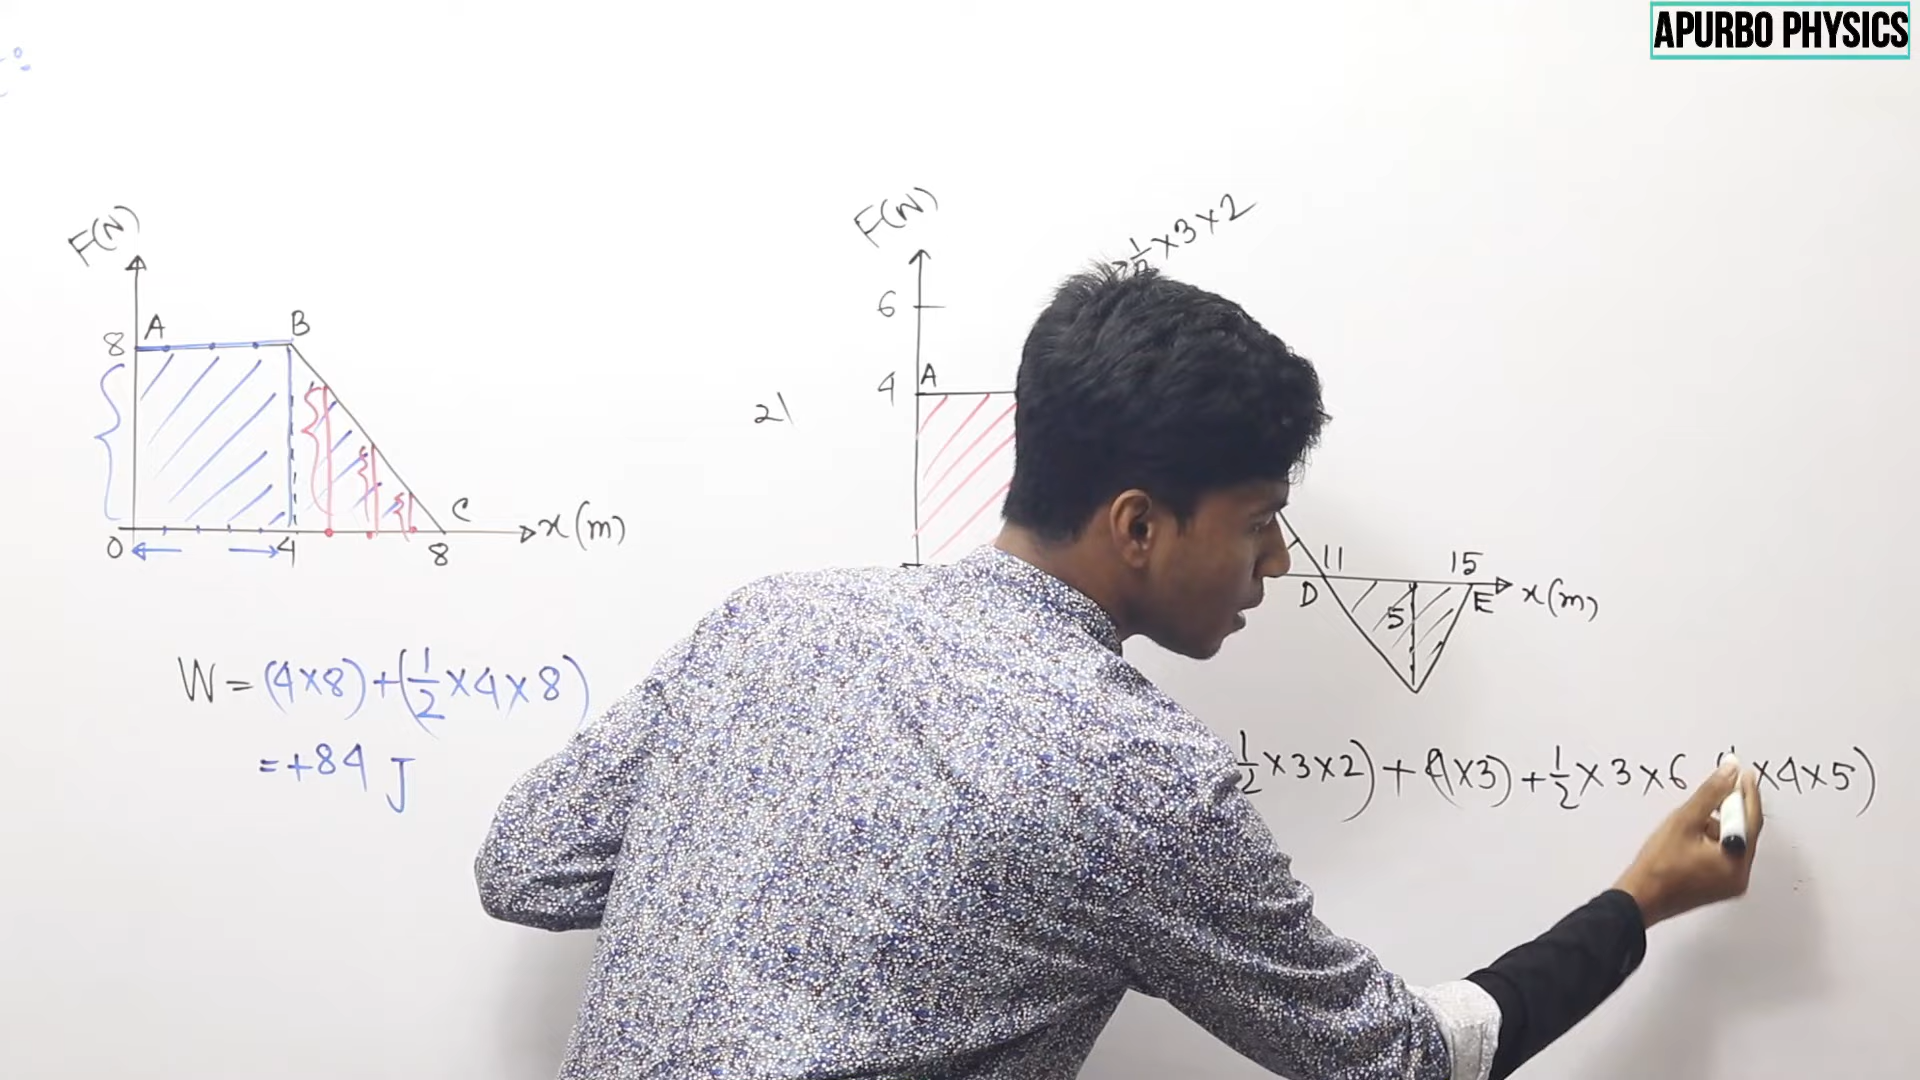 APURBO PHYSICS
F(N)
8
A
B
C
0
4
8
x(m)
W = (4×8)+(1/2×4×8)
= +84 J
2\
F(N)
6
4
A
1/2×3×2
11
15
D
5
E
x(m)
1/2×3×2) + (4×3) + 1/2×3×6 ×4×5)